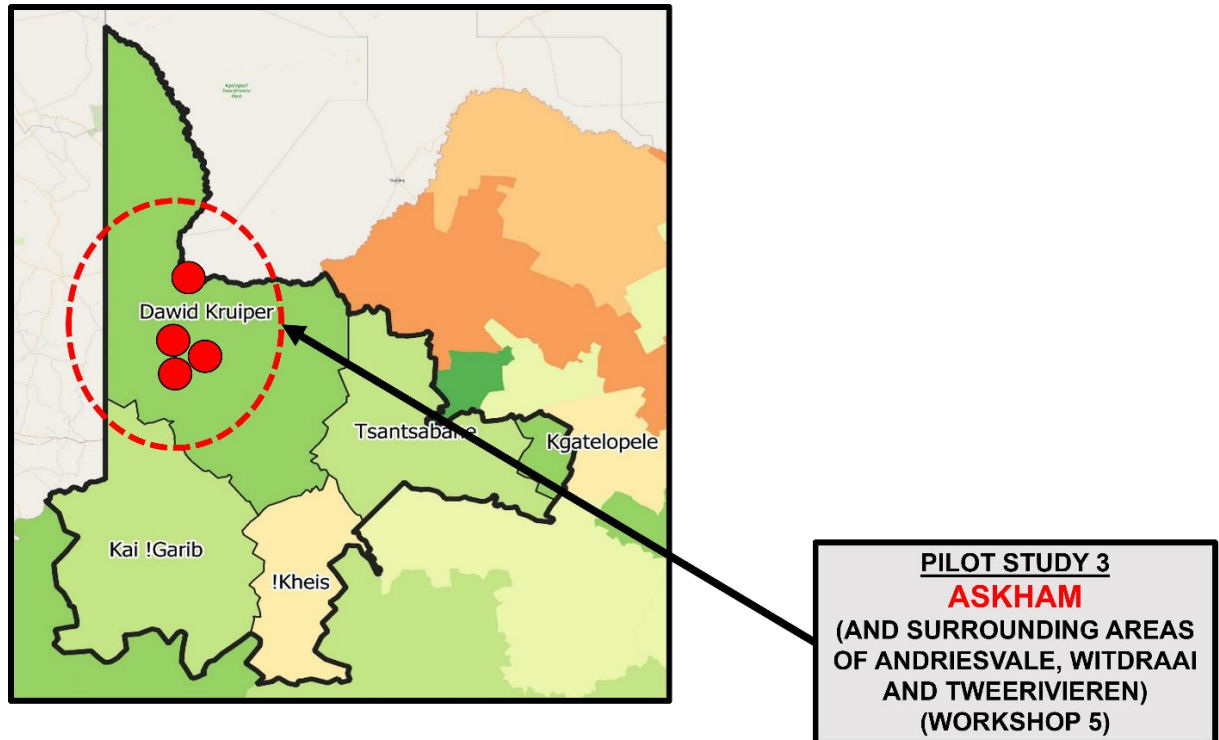 Dawid Kruiper
Tsantsabane
Kgatelopele
Kai !Garib
!Kheis
PILOT STUDY 3
ASKHAM
(AND SURROUNDING AREAS
OF ANDRIESVALE, WITDRAAI
AND TWEERIVIEREN)
(WORKSHOP 5)